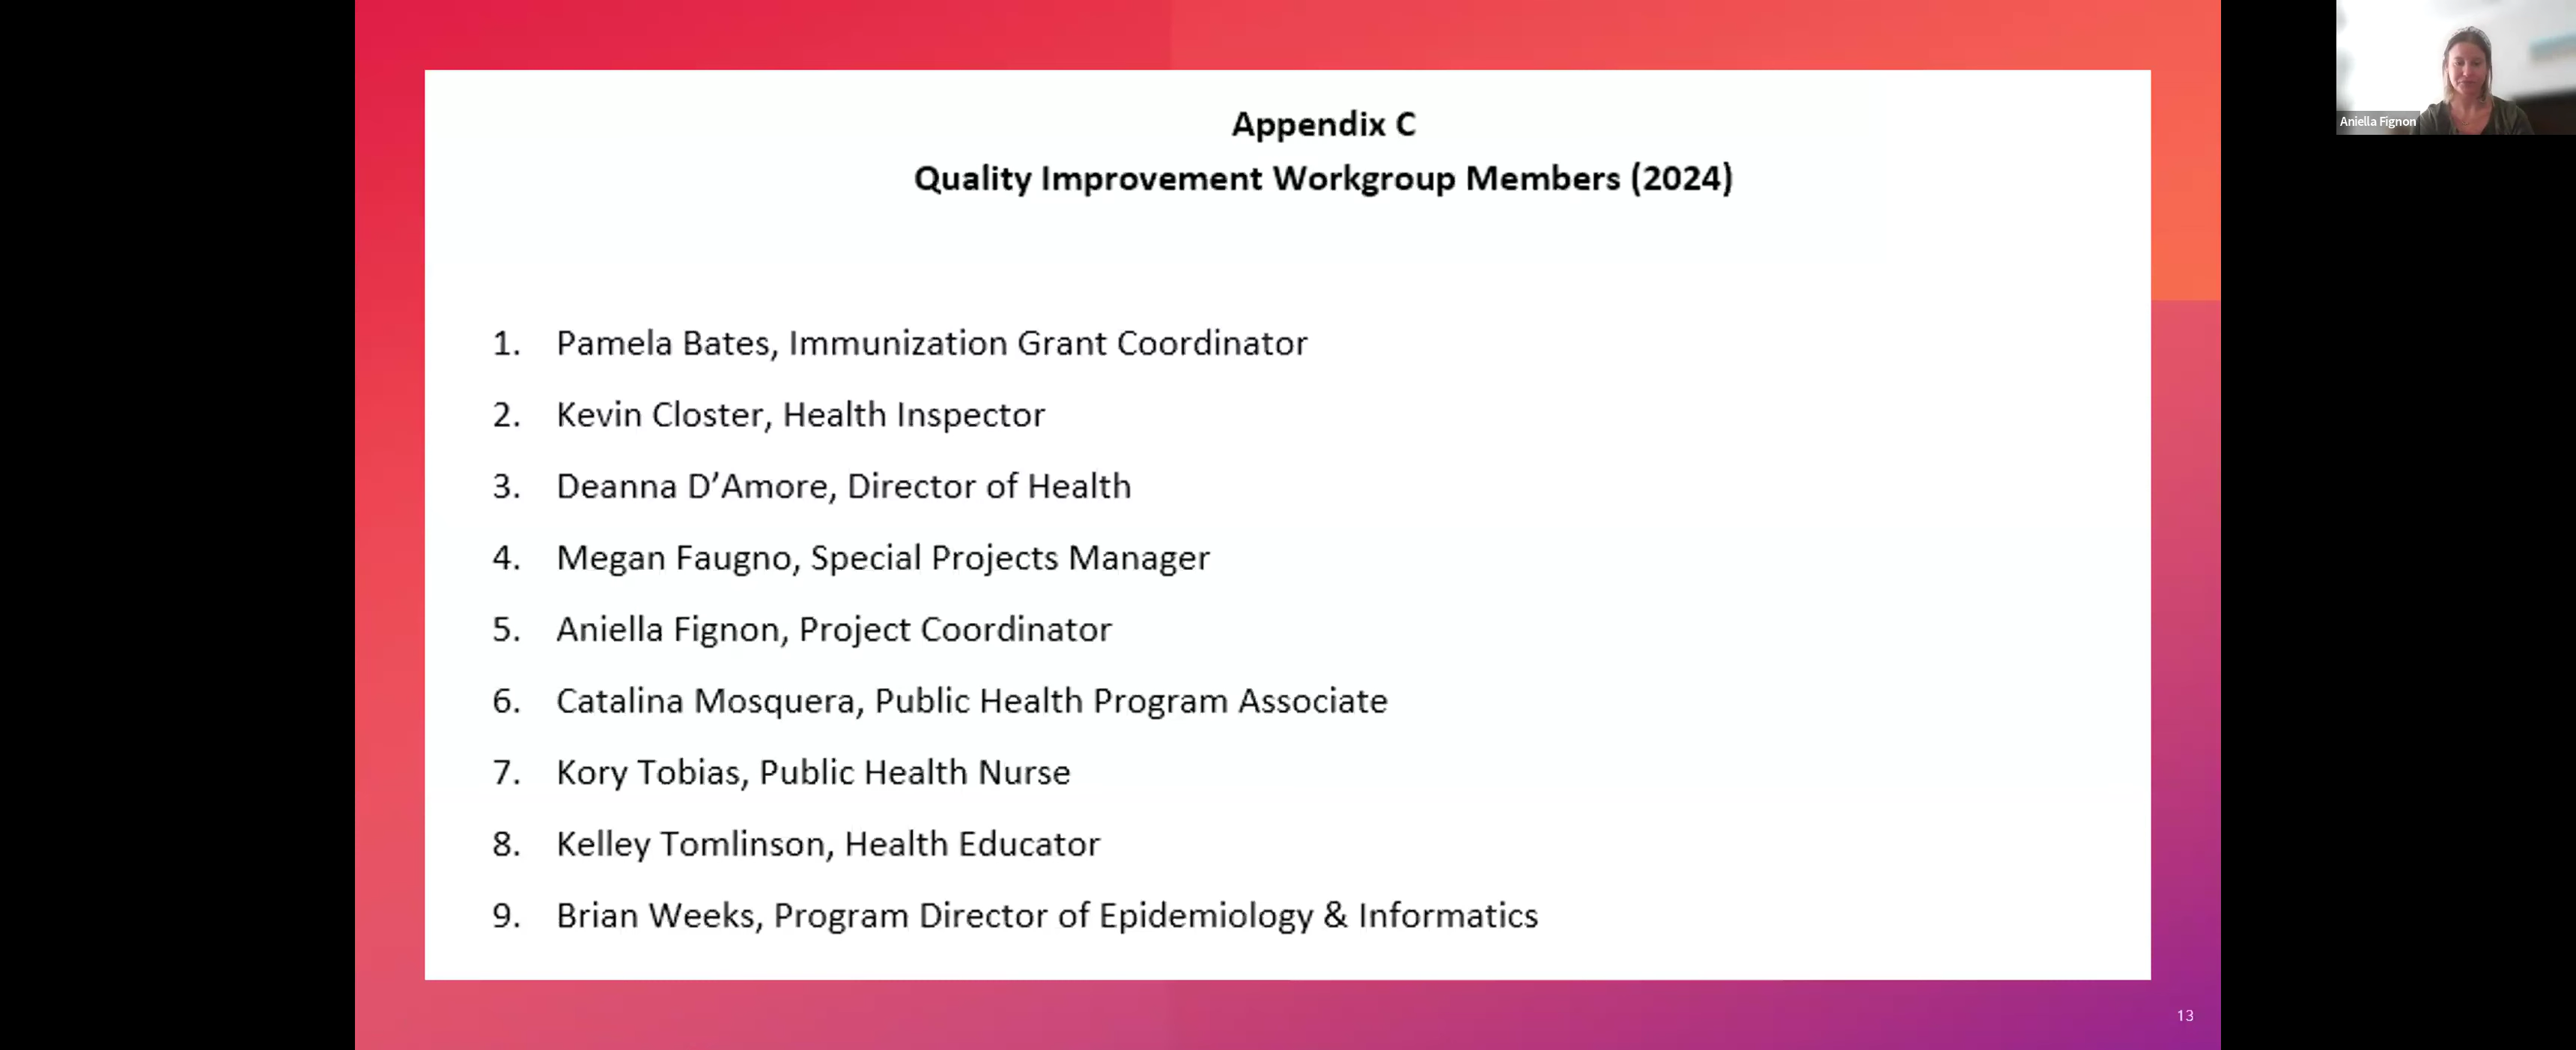 Appendix C
Quality Improvement Workgroup Members (2024)
1. Pamela Bates, Immunization Grant Coordinator
2. Kevin Closter, Health Inspector
3. Deanna D’Amore, Director of Health
4. Megan Faugno, Special Projects Manager
5. Aniella Fignon, Project Coordinator
6. Catalina Mosquera, Public Health Program Associate
7. Kory Tobias, Public Health Nurse
8. Kelley Tomlinson, Health Educator
9. Brian Weeks, Program Director of Epidemiology & Informatics
13
Aniella Fignon